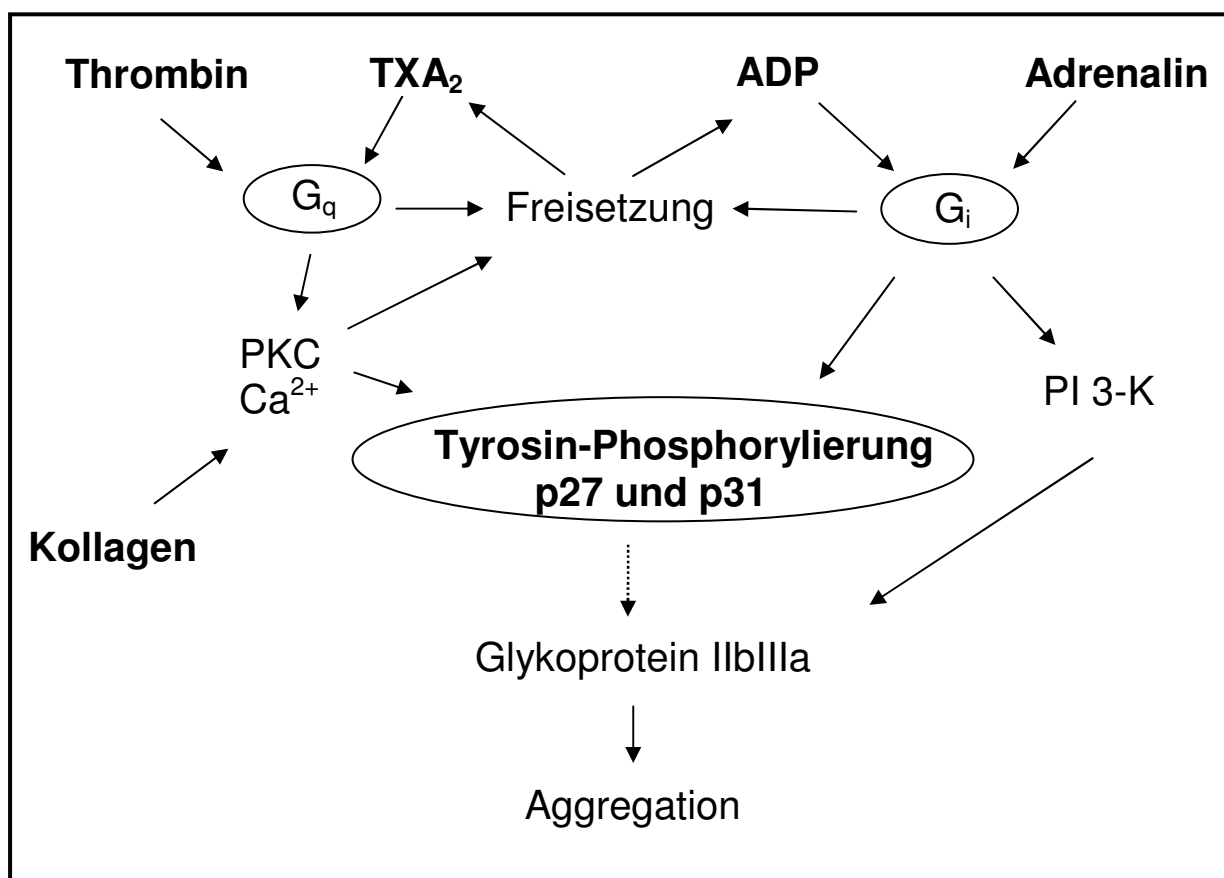 Thrombin TXA₂ ADP Adrenalin
Gq Freisetzung Gi
PKC
Ca²⁺
PI 3-K
Tyrosin-Phosphorylierung
p27 und p31
Kollagen
Glykoprotein IIbIIIa
Aggregation